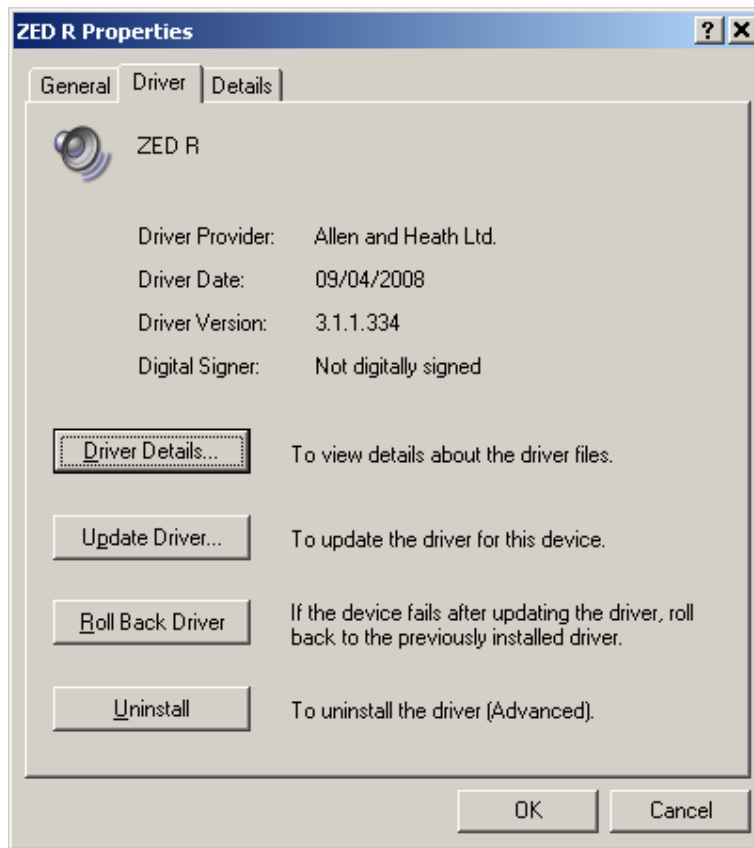 ZED R Properties
General Driver Details
ZED R
Driver Provider: Allen and Heath Ltd.
Driver Date: 09/04/2008
Driver Version: 3.1.1.334
Digital Signer: Not digitally signed
Driver Details... To view details about the driver files.
Update Driver... To update the driver for this device.
Roll Back Driver If the device fails after updating the driver, roll
back to the previously installed driver.
Uninstall To uninstall the driver (Advanced).
OK Cancel